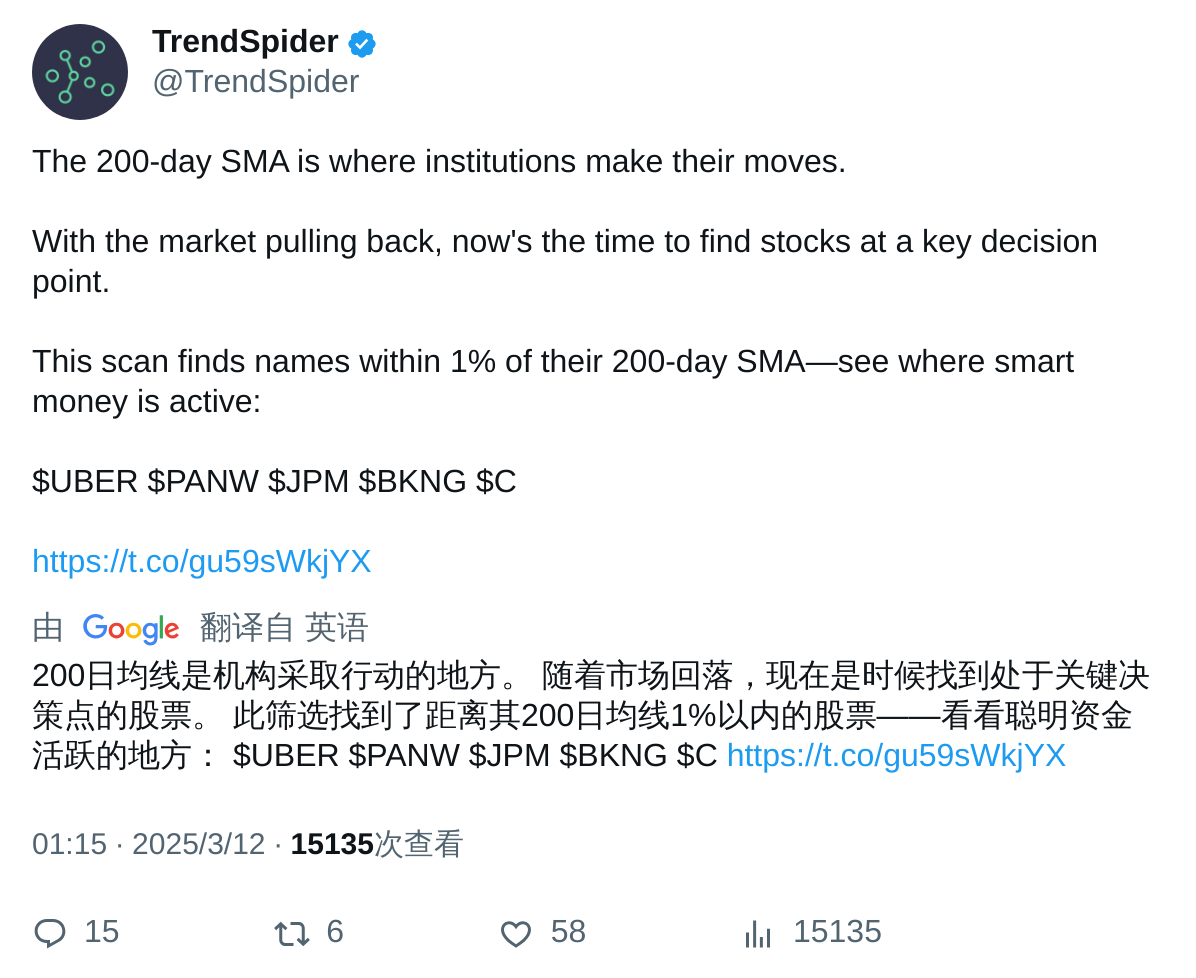 TrendSpider
@TrendSpider
The 200-day SMA is where institutions make their moves.
With the market pulling back, now's the time to find stocks at a key decision
point.
This scan finds names within 1% of their 200-day SMA—see where smart
money is active:
$UBER $PANW $JPM $BKNG $C
https://t.co/gu59sWkjYX
由 Google 翻译自 英语
200日均线是机构采取行动的地方。 随着市场回落，现在是时候找到处于关键决
策点的股票。 此筛选找到了距离其200日均线1%以内的股票——看看聪明资金
活跃的地方： $UBER $PANW $JPM $BKNG $C https://t.co/gu59sWkjYX
01:15 · 2025/3/12 · 15135次查看
15 6 58 15135